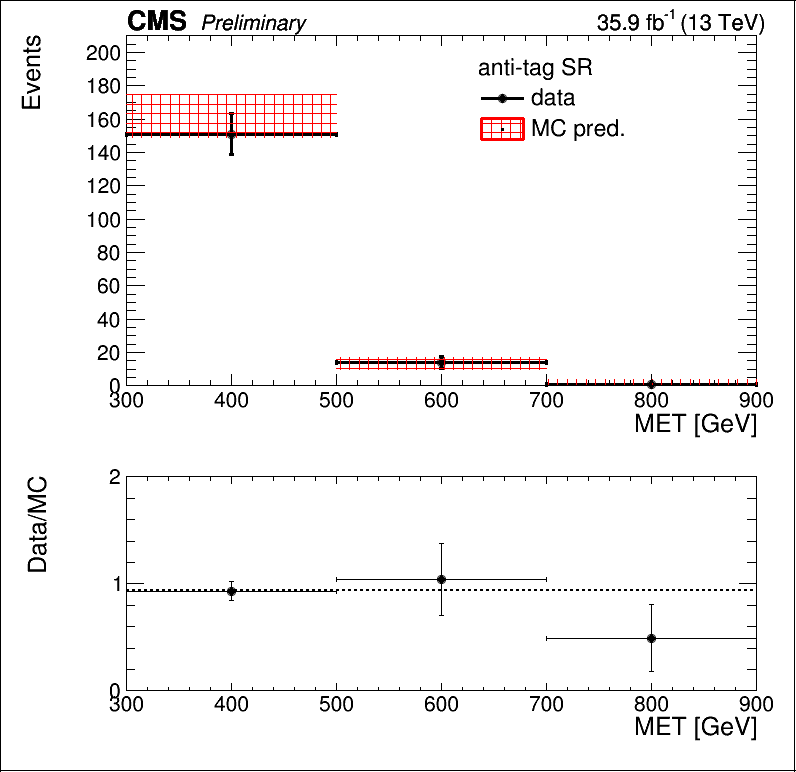 CMS Preliminary 35.9 fb⁻¹ (13 TeV)
Events
200
180
160
140
120
100
80
60
40
20
0
anti-tag SR
data
MC pred.
300 400 500 600 700 800 900
MET [GeV]
Data/MC
2
1
0
300 400 500 600 700 800 900
MET [GeV]